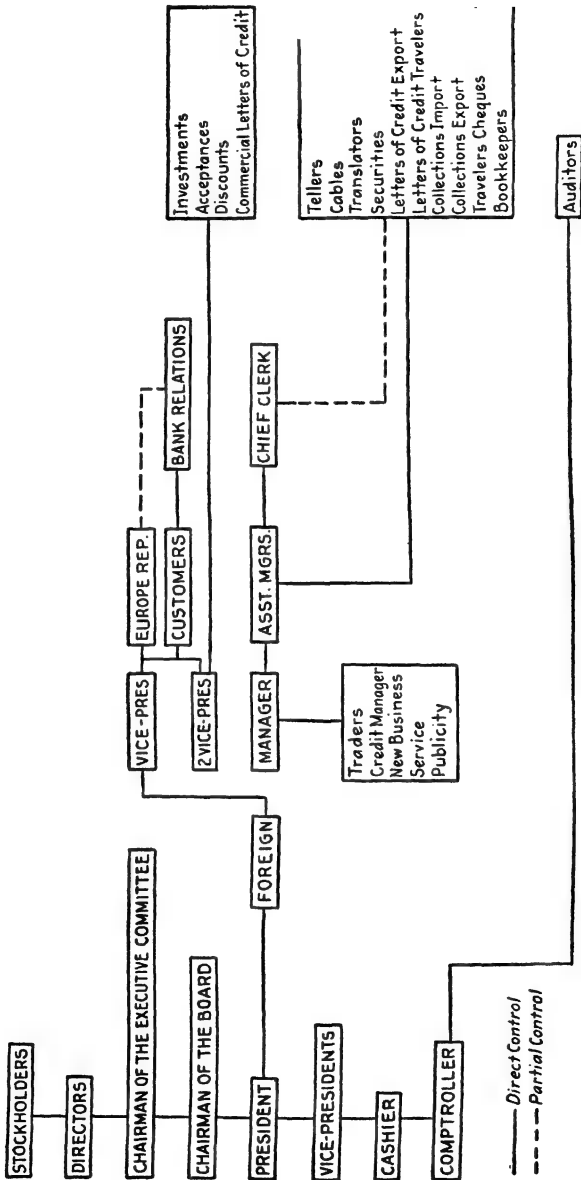 STOCKHOLDERS
DIRECTORS
CHAIRMAN OF THE EXECUTIVE COMMITTEE
CHAIRMAN OF THE BOARD
PRESIDENT
VICE-PRESIDENTS
CASHIER
COMPTROLLER
Direct Control
Partial Control
FOREIGN
VICE-PRES
2 VICE-PRES
MANAGER
Traders
Credit Manager
New Business
Service
Publicity
EUROPE REP.
CUSTOMERS
ASST. MGRS.
BANK RELATIONS
CHIEF CLERK
Investments
Acceptances
Discounts
Commercial Letters of Credit
Tellers
Cables
Translators
Securities
Letters of Credit Export
Letters of Credit Travelers
Collections Import
Collections Export
Travelers Cheques
Bookkeepers
Auditors